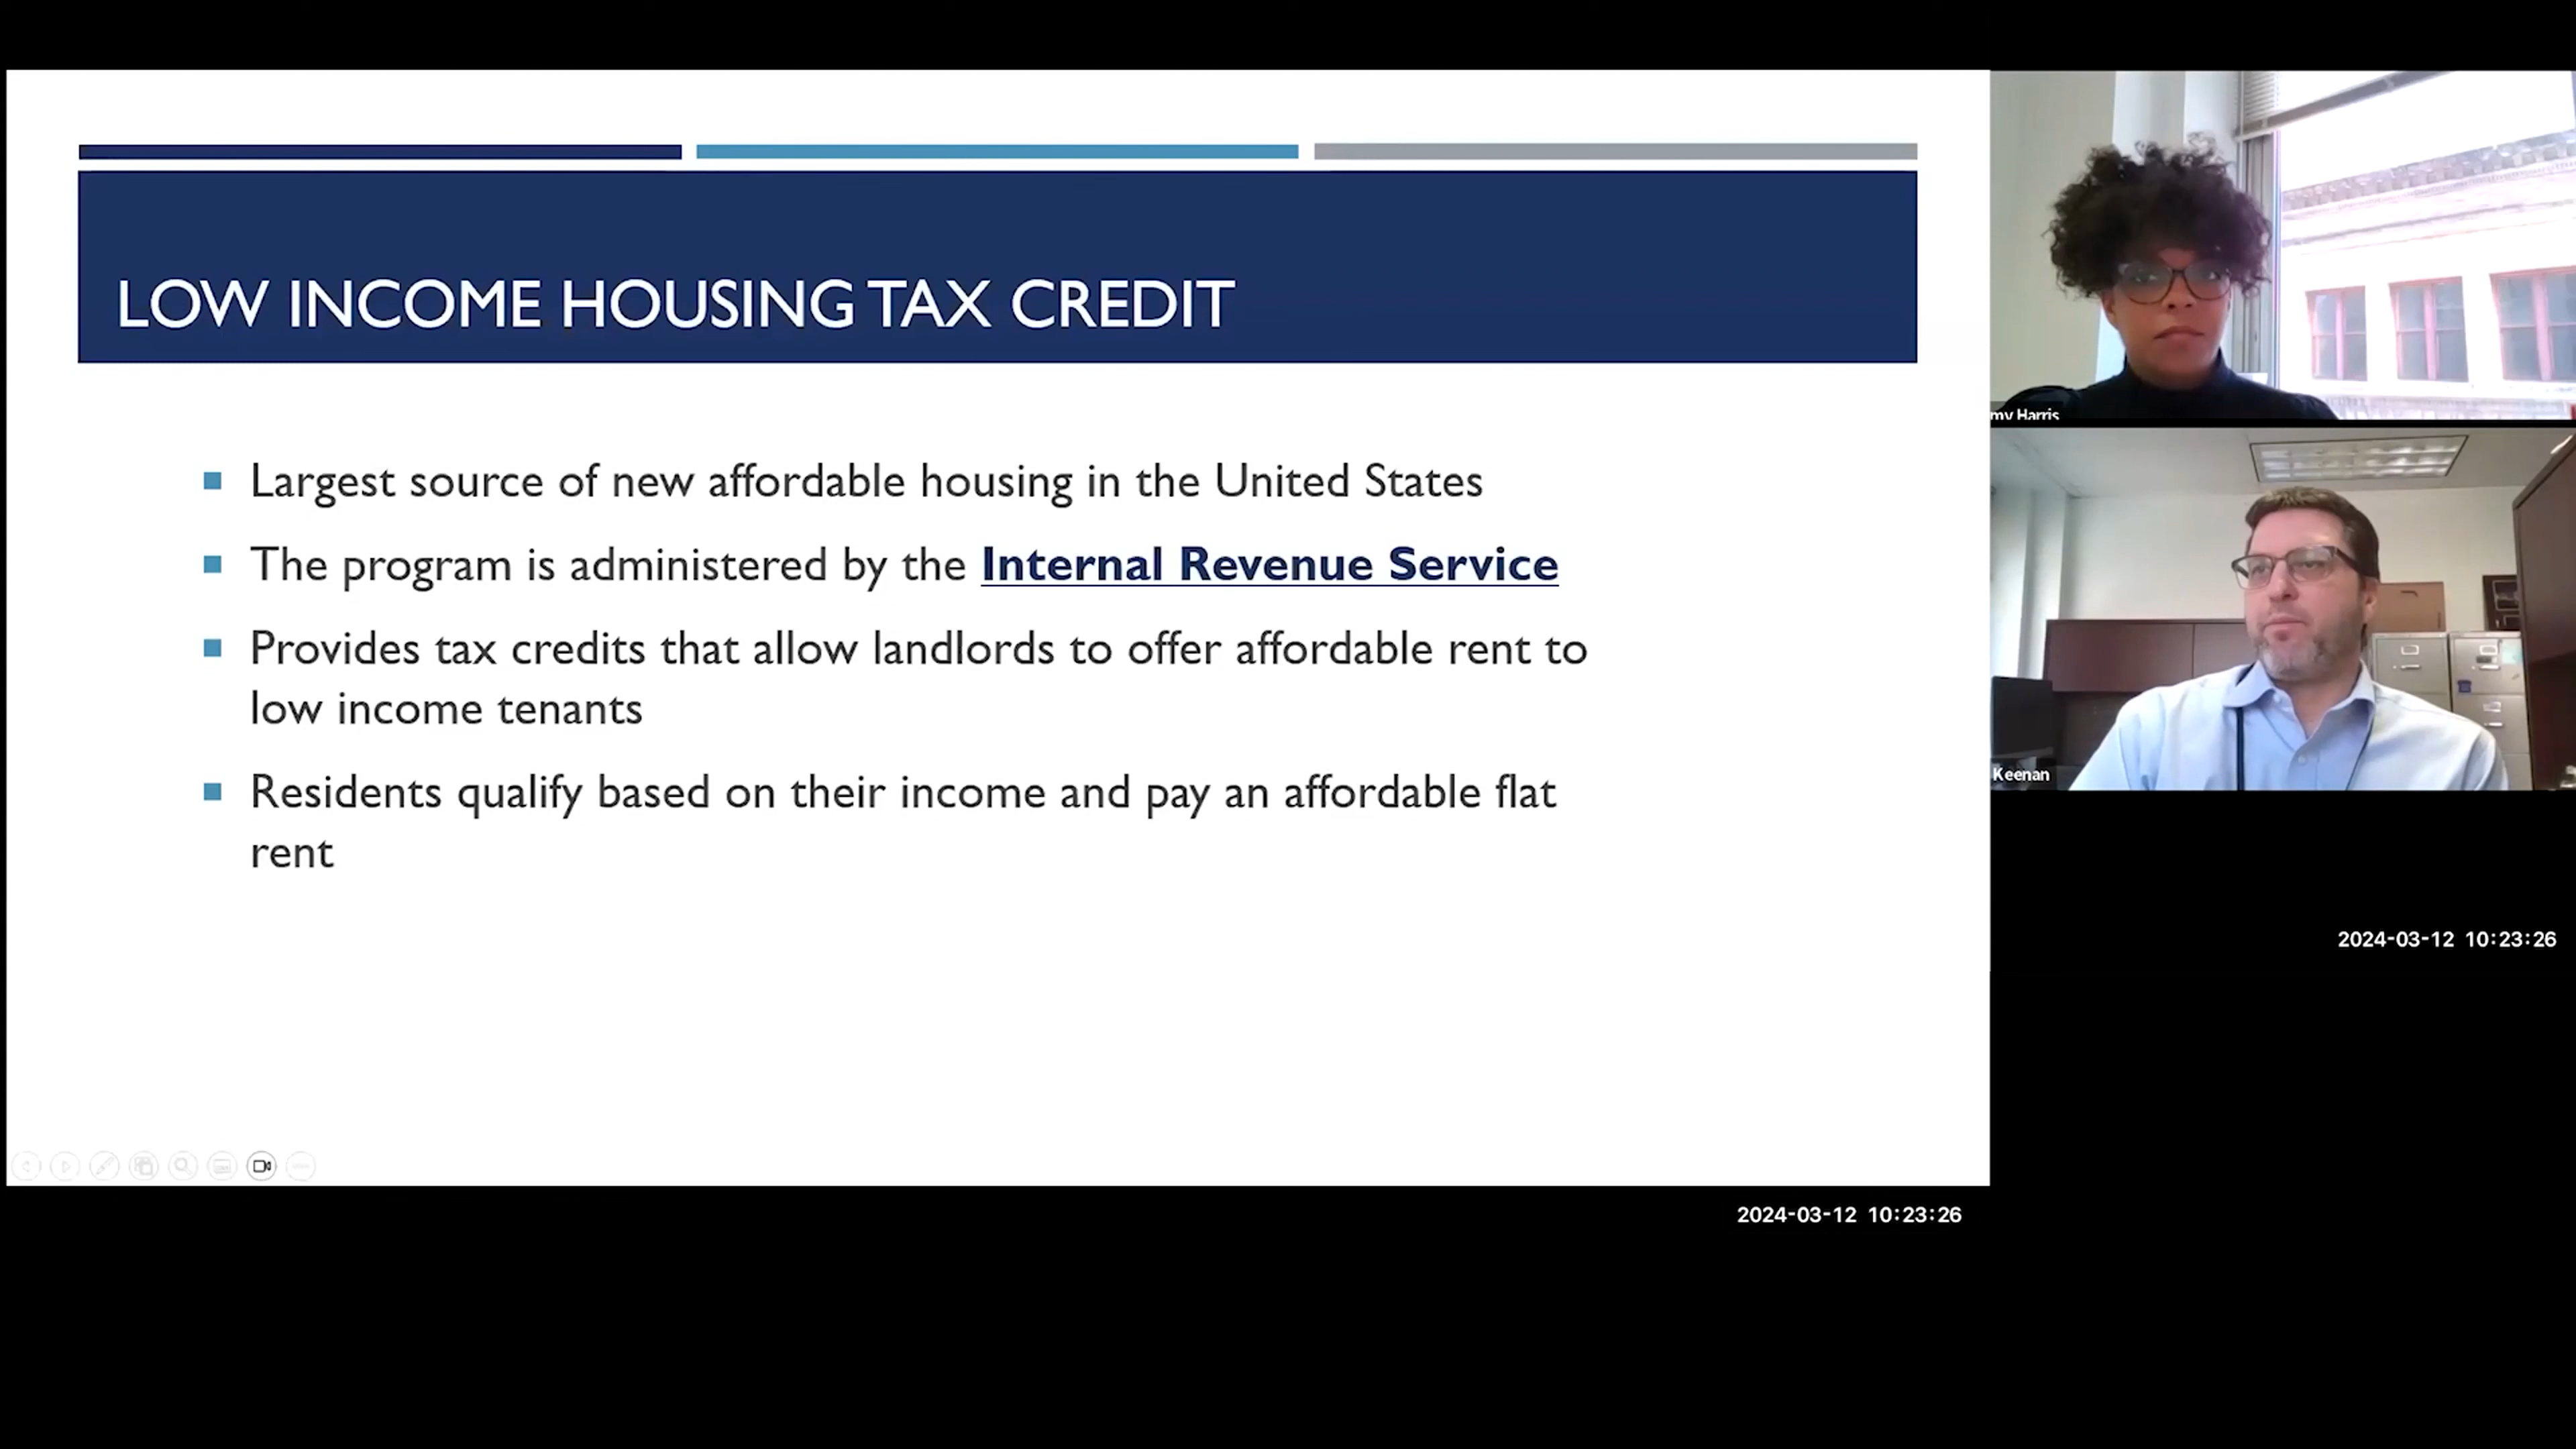 LOW INCOME HOUSING TAX CREDIT
Largest source of new affordable housing in the United States
The program is administered by the Internal Revenue Service
Provides tax credits that allow landlords to offer affordable rent to
low income tenants
Residents qualify based on their income and pay an affordable flat
rent
my Harris
Keenan
2024-03-12 10:23:26
2024-03-12 10:23:26